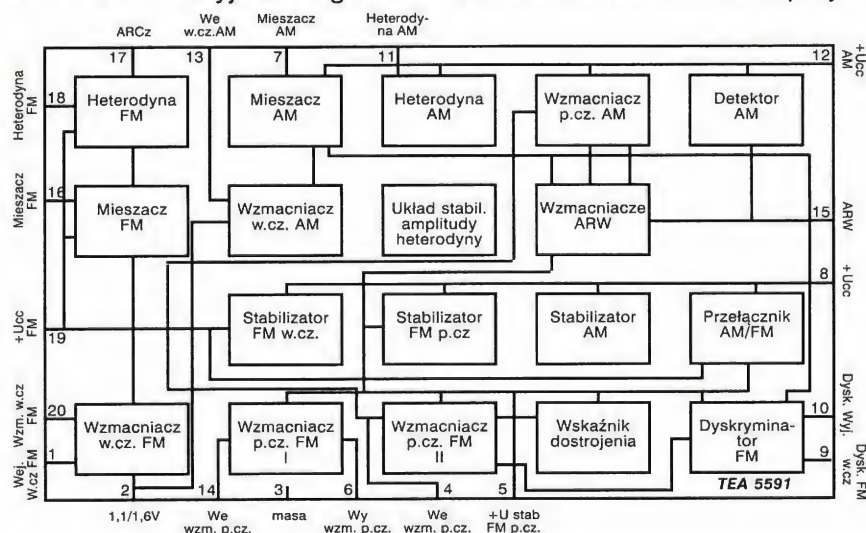 ARCz
We
w.cz.AM
Mieszacz
AM
Heterody-
na AM
+Ucc
AM
17
13
7
11
12
Heterodyna
FM
18
Heterodyna
FM
Mieszacz
AM
Heterodyna
AM
Wzmacniacz
p.cz. AM
Detektor
AM
Mieszacz
FM
16
Mieszacz
FM
Wzmacniacz
w.cz. AM
Układ stabil.
amplitudy
heterodyny
Wzmacniacze
ARW
15
ARW
8
+Ucc
+Ucc
FM
19
Stabilizator
FM w.cz.
Stabilizator
FM p.cz
Stabilizator
AM
Przełącznik
AM/FM
Wzm. w.cz
FM
20
Wej.
w.cz FM
1
Wzmacniacz
w.cz. FM
Wzmacniacz
p.cz. FM
I
Wzmacniacz
p.cz. FM
II
Wskaźnik
dostrojenia
Dyskrymina-
tor
FM
10
Dysk. Wyj.
9
Dysk. FM
w.cz
TEA 5591
2
14
3
6
4
5
1,1/1,6V
We
wzm. p.cz.
masa
Wy
wzm. p.cz.
We
wzm. p.cz.
+U stab
FM p.cz.